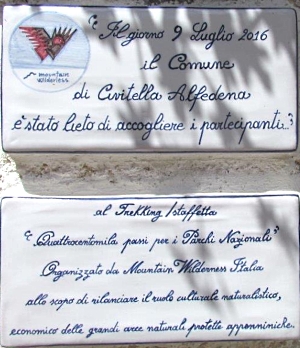 mountain
wilderness
" Il giorno 9 Luglio 2016
il Comune
di Civitella Alfedena
è stato lieto di accogliere i partecipanti..."
al Trekking/staffetta
" Quattrocentomila passi per i Parchi Nazionali"
Organizzato da Mountain Wilderness Italia
allo scopo di rilanciare il ruolo culturale naturalistico,
economico delle grandi aree naturali protette appenniniche.